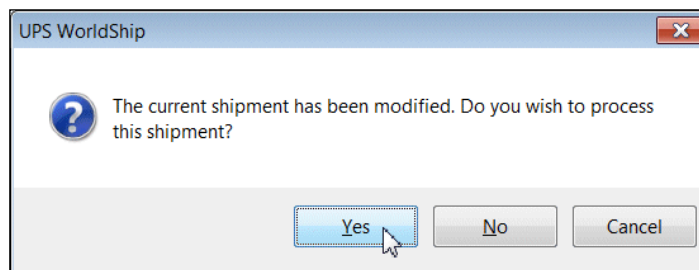 UPS WorldShip
The current shipment has been modified. Do you wish to process
this shipment?
Yes No Cancel